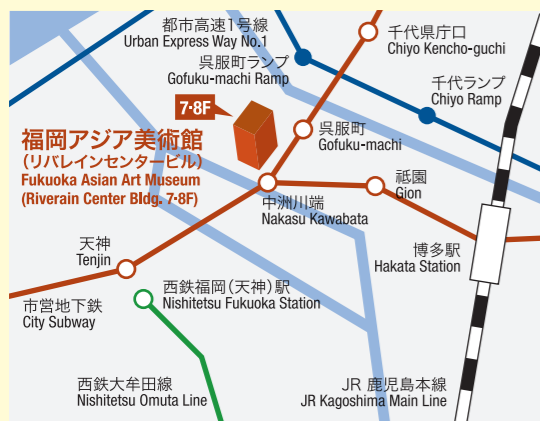 都市高速1号線
Urban Express Way No.1
千代県庁口
Chiyo Kencho-guchi
呉服町ランプ
Gofuku-machi Ramp
千代ランプ
Chiyo Ramp
7·8F
呉服町
Gofuku-machi
福岡アジア美術館
(リバレインセンタービル)
Fukuoka Asian Art Museum
(Riverain Center Bldg. 7·8F)
祗園
Gion
中洲川端
Nakasu Kawabata
天神
Tenjin
博多駅
Hakata Station
西鉄福岡(天神)駅
Nishitetsu Fukuoka Station
市営地下鉄
City Subway
西鉄大牟田線
Nishitetsu Omuta Line
JR 鹿児島本線
JR Kagoshima Main Line